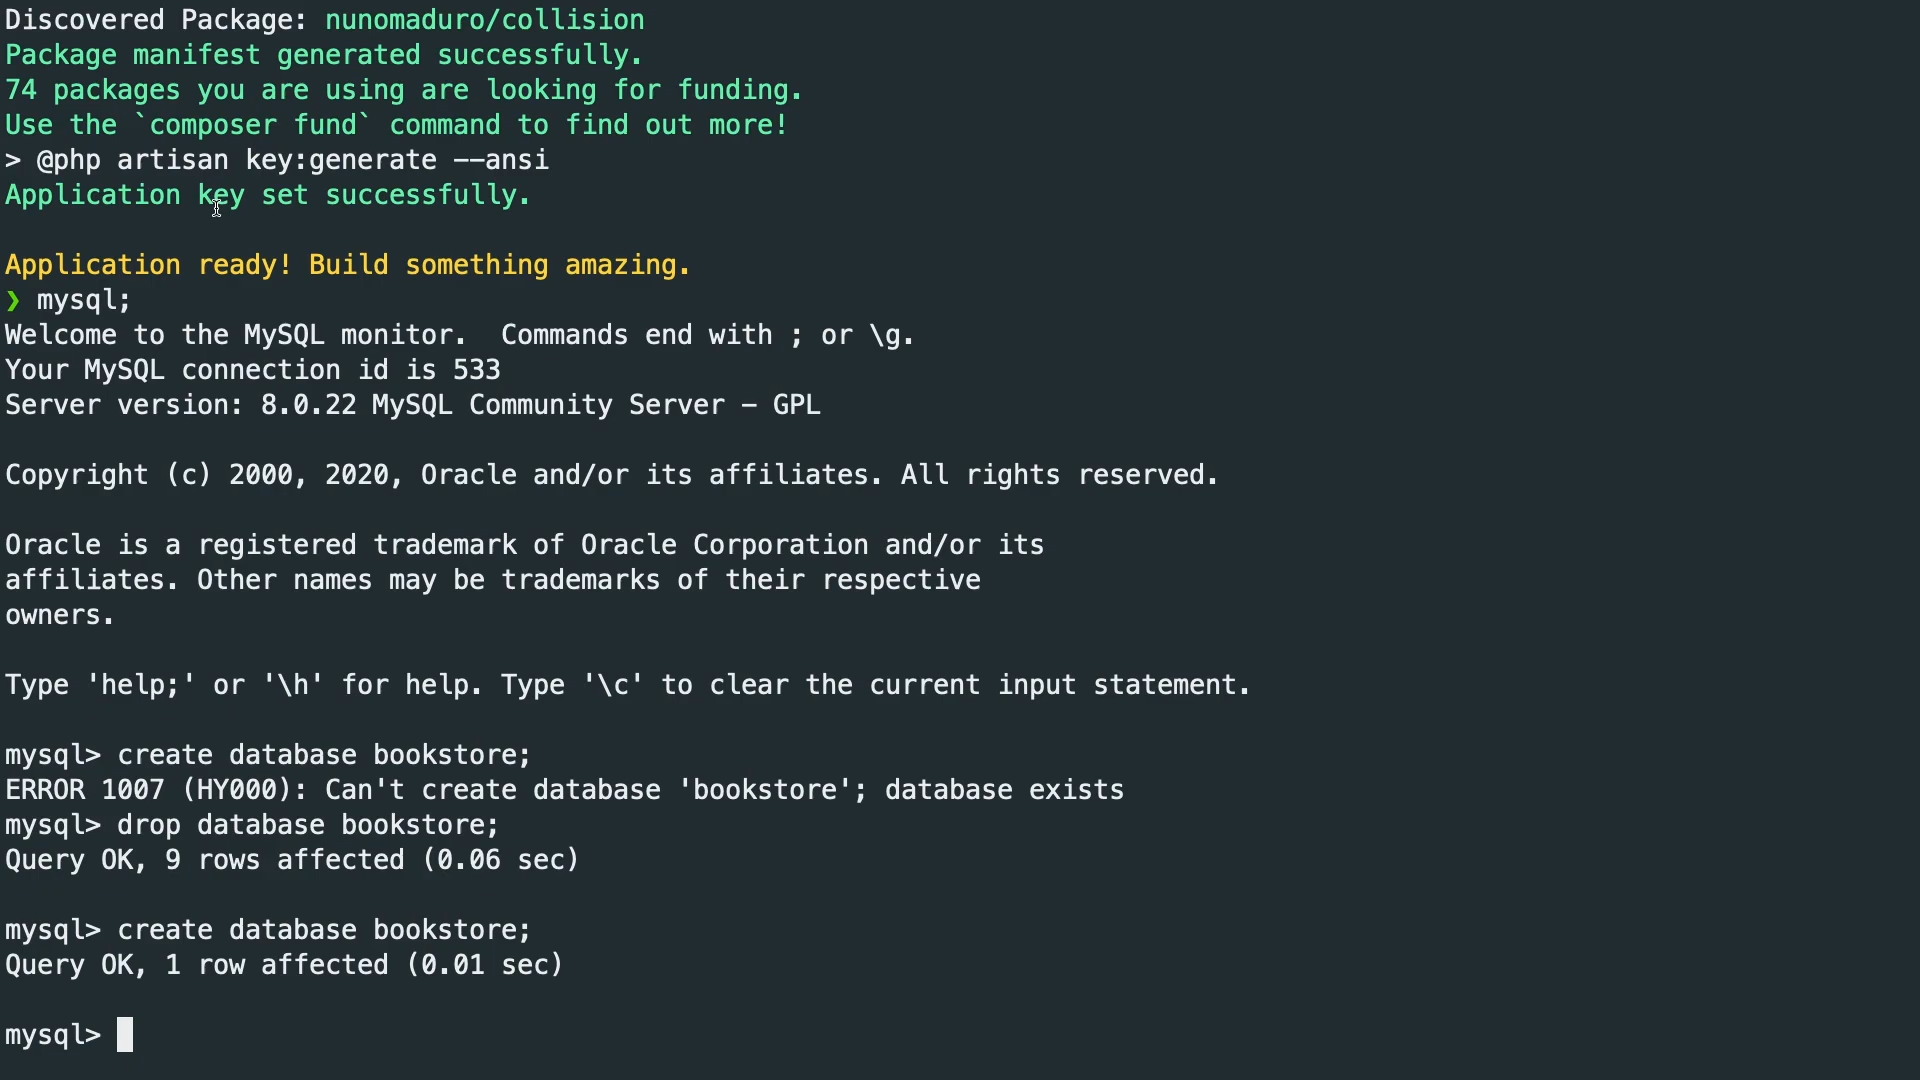 Discovered Package: nunomaduro/collision
Package manifest generated successfully.
74 packages you are using are looking for funding.
Use the `composer fund` command to find out more!
> @php artisan key:generate --ansi
Application key set successfully.
Application ready! Build something amazing.
❯ mysql;
Welcome to the MySQL monitor.  Commands end with ; or \g.
Your MySQL connection id is 533
Server version: 8.0.22 MySQL Community Server - GPL
Copyright (c) 2000, 2020, Oracle and/or its affiliates. All rights reserved.
Oracle is a registered trademark of Oracle Corporation and/or its
affiliates. Other names may be trademarks of their respective
owners.
Type 'help;' or '\h' for help. Type '\c' to clear the current input statement.
mysql> create database bookstore;
ERROR 1007 (HY000): Can't create database 'bookstore'; database exists
mysql> drop database bookstore;
Query OK, 9 rows affected (0.06 sec)
mysql> create database bookstore;
Query OK, 1 row affected (0.01 sec)
mysql>